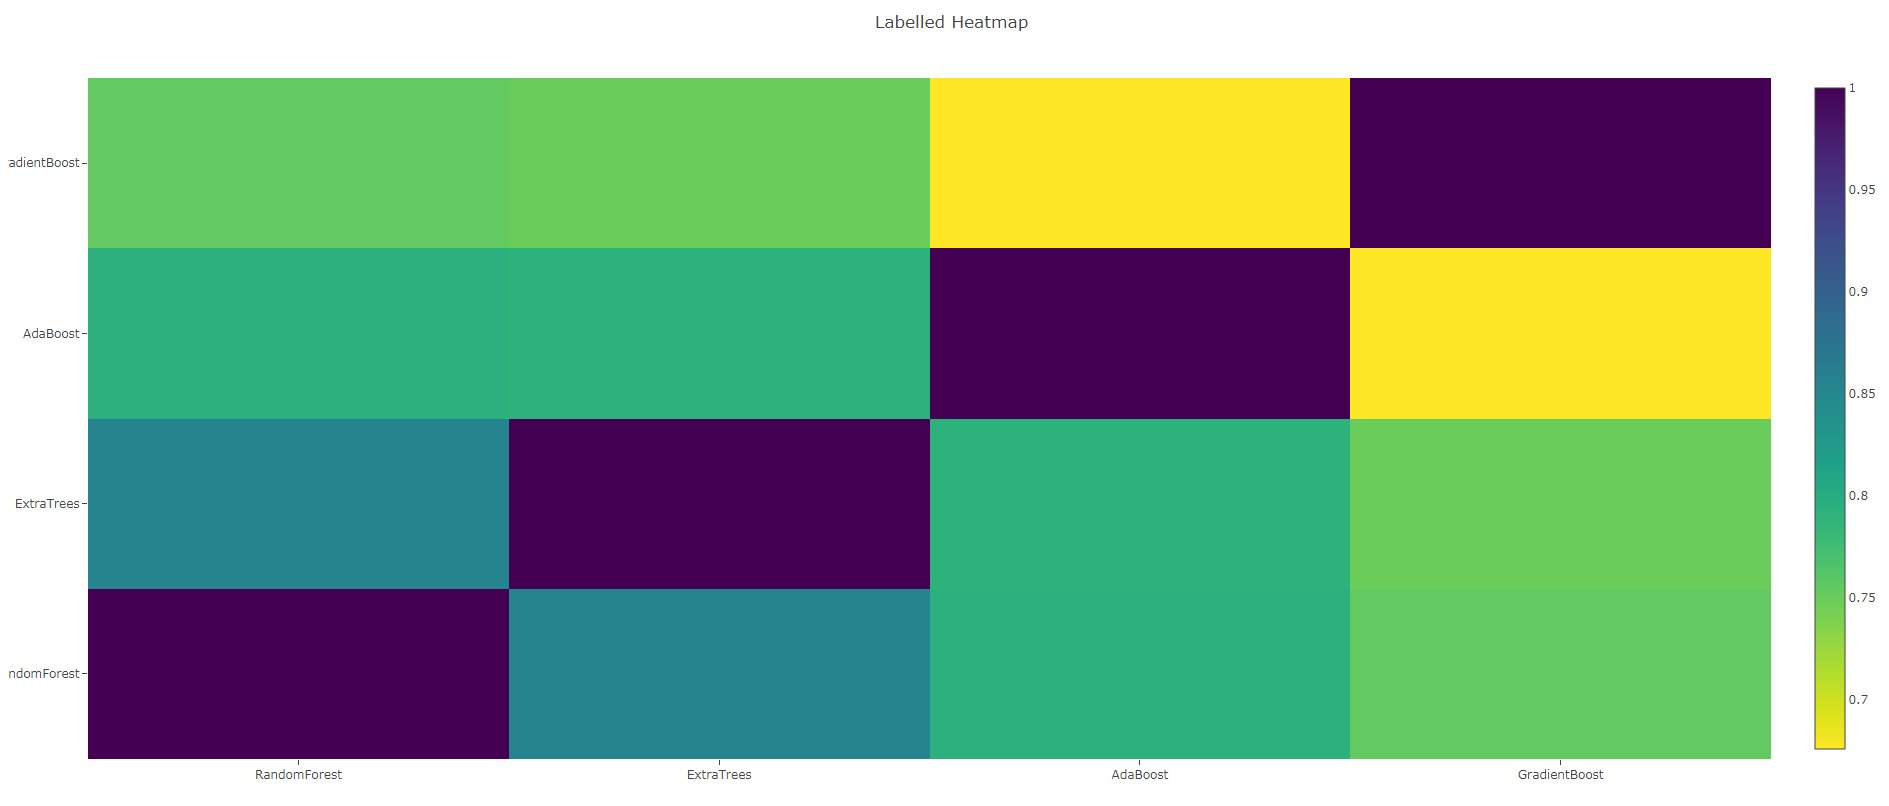 Labelled Heatmap
adientBoost
AdaBoost
ExtraTrees
ndomForest
RandomForest
ExtraTrees
AdaBoost
GradientBoost
1
0.95
0.9
0.85
0.8
0.75
0.7